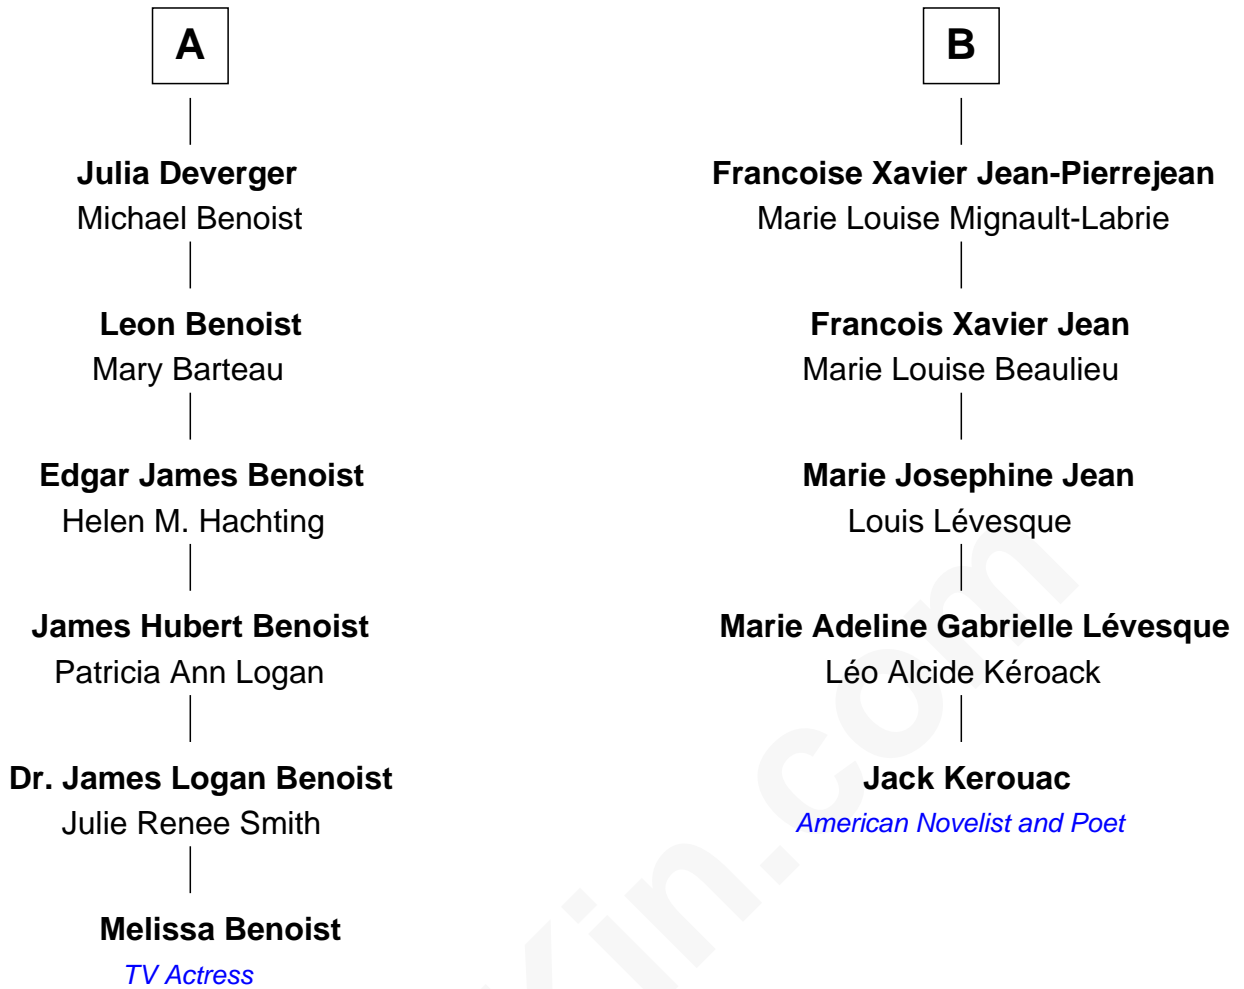 A
Julia Deverger
Michael Benoist
Leon Benoist
Mary Barteau
Edgar James Benoist
Helen M. Hachting
James Hubert Benoist
Patricia Ann Logan
Dr. James Logan Benoist
Julie Renee Smith
Melissa Benoist
TV Actress
B
Francoise Xavier Jean-Pierrejean
Marie Louise Mignault-Labrie
Francois Xavier Jean
Marie Louise Beaulieu
Marie Josephine Jean
Louis Lévesque
Marie Adeline Gabrielle Lévesque
Léo Alcide Kéroack
Jack Kerouac
American Novelist and Poet
Kin.com